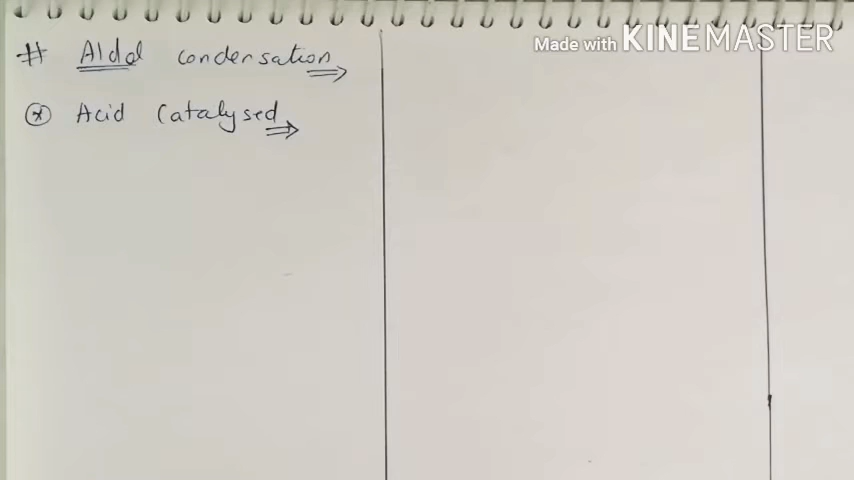 # Aldol condensation
* Acid Catalysed
Made with KINEMASTER